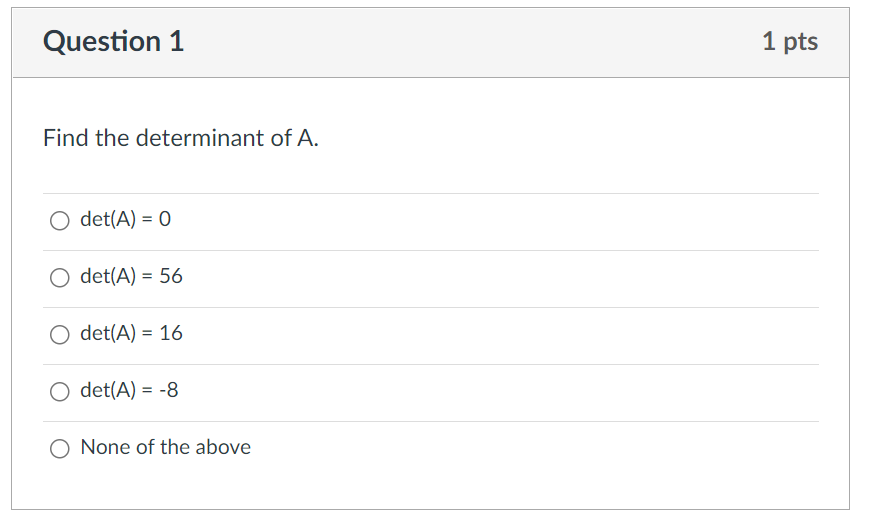 Question 1
1 pts
Find the determinant of A.
det(A) = 0
det(A) = 56
det(A) = 16
det(A) = -8
None of the above